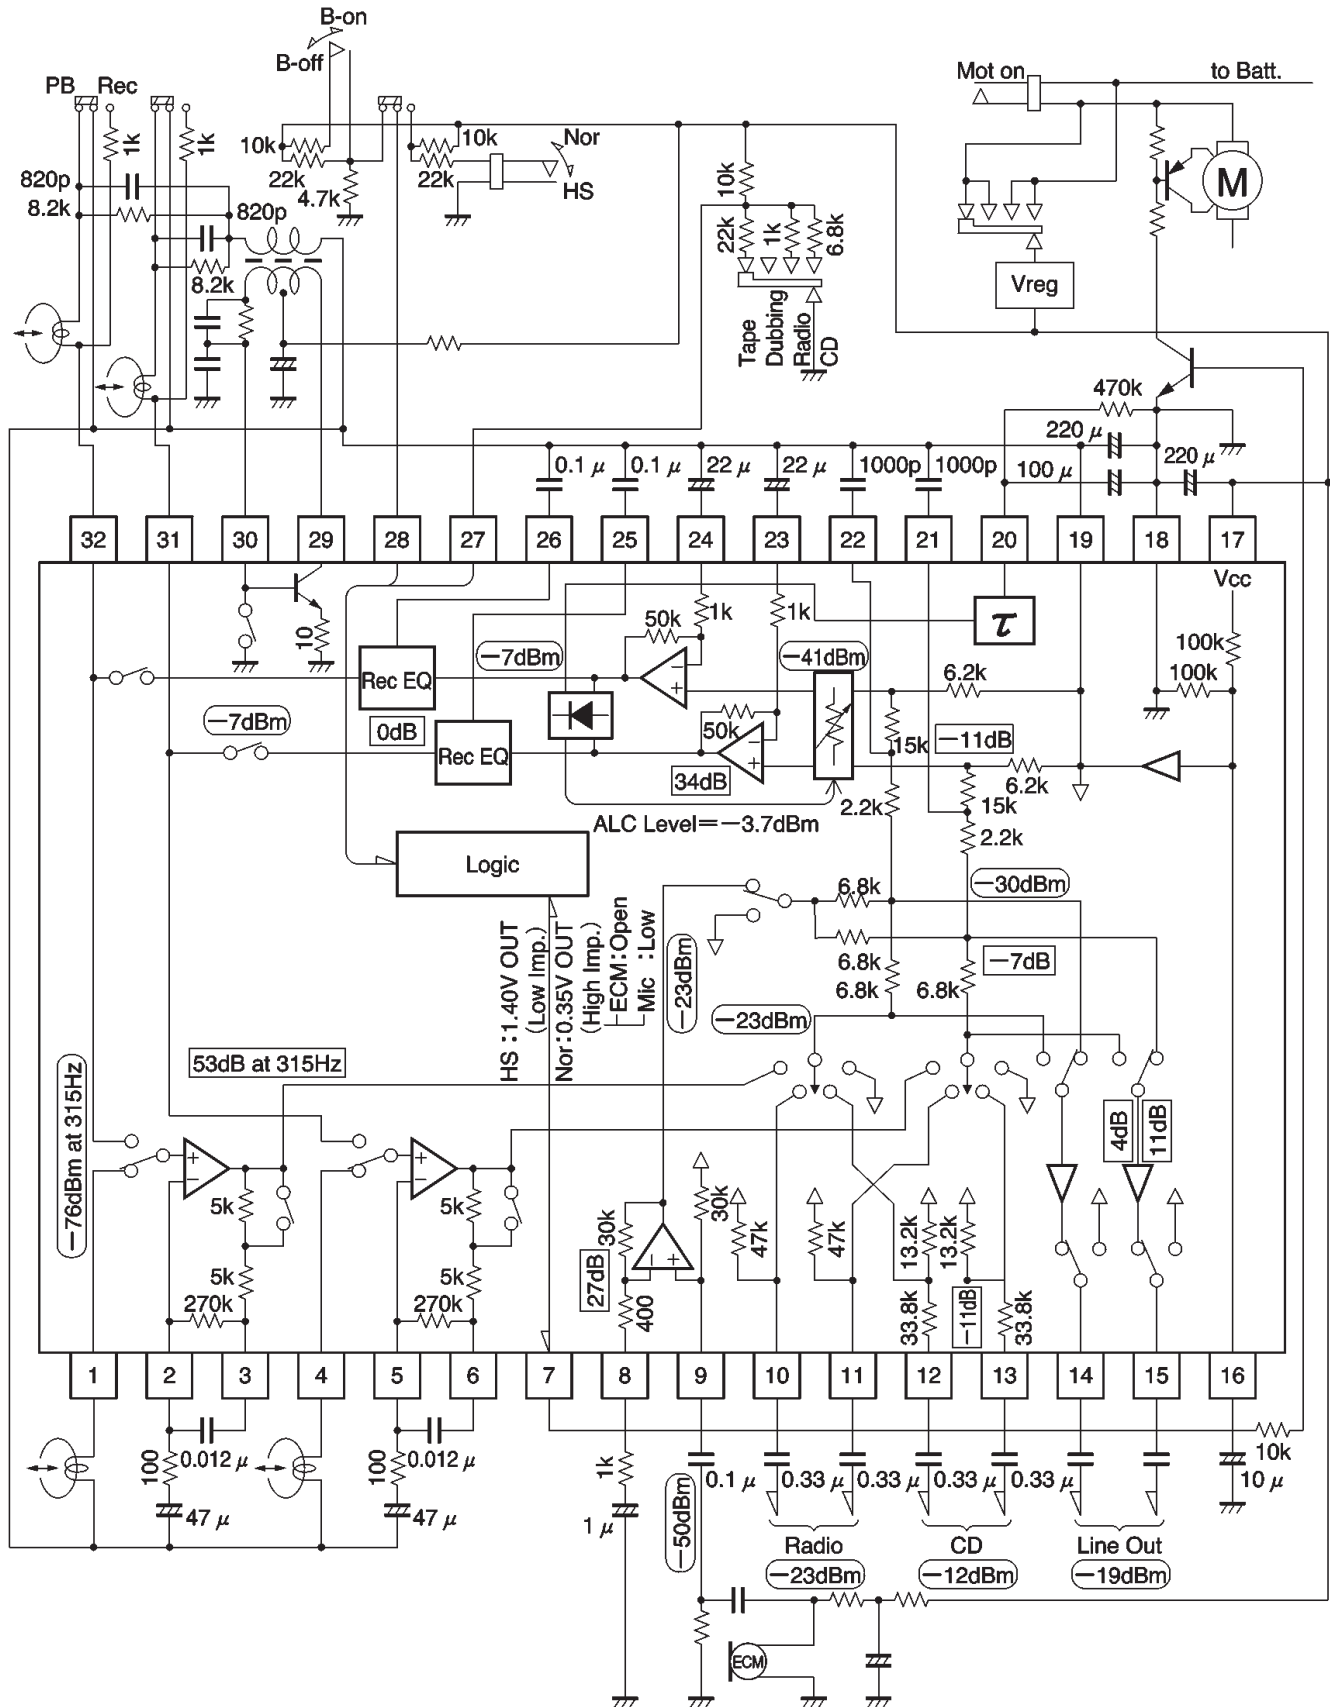 B-on
B-off
Mot on
to Batt.
PB Rec
1k
1k
10k
10k
Nor
22k
22k
HS
4.7k
820p
8.2k
820p
8.2k
10k
22k
1k
6.8k
M
Vreg
Tape
Dubbing
Radio
CD
470k
220 μ
220 μ
100 μ
0.1 μ
0.1 μ
22 μ
22 μ
1000p
1000p
32
31
30
29
28
27
26
25
24
23
22
21
20
19
18
17
Vcc
10
50k
1k
1k
τ
100k
100k
−7dBm
−41dBm
6.2k
Rec EQ
−7dBm
0dB
Rec EQ
50k
15k
−11dB
34dB
6.2k
2.2k
15k
ALC Level=−3.7dBm
2.2k
Logic
−30dBm
6.8k
HS :1.40V OUT
(Low Imp.)
Nor:0.35V OUT
(High Imp.)
ECM:Open
Mic :Low
−23dBm
6.8k
−7dB
6.8k
6.8k
−23dBm
53dB at 315Hz
−76dBm at 315Hz
4dB
11dB
5k
5k
30k
30k
47k
47k
13.2k
13.2k
27dB
5k
5k
270k
270k
400
33.8k
−11dB
33.8k
1
2
3
4
5
6
7
8
9
10
11
12
13
14
15
16
100
0.012 μ
100
0.012 μ
1k
10k
0.1 μ
0.33 μ
0.33 μ
0.33 μ
0.33 μ
10 μ
47 μ
47 μ
1 μ
−50dBm
Radio
CD
Line Out
−23dBm
−12dBm
−19dBm
ECM